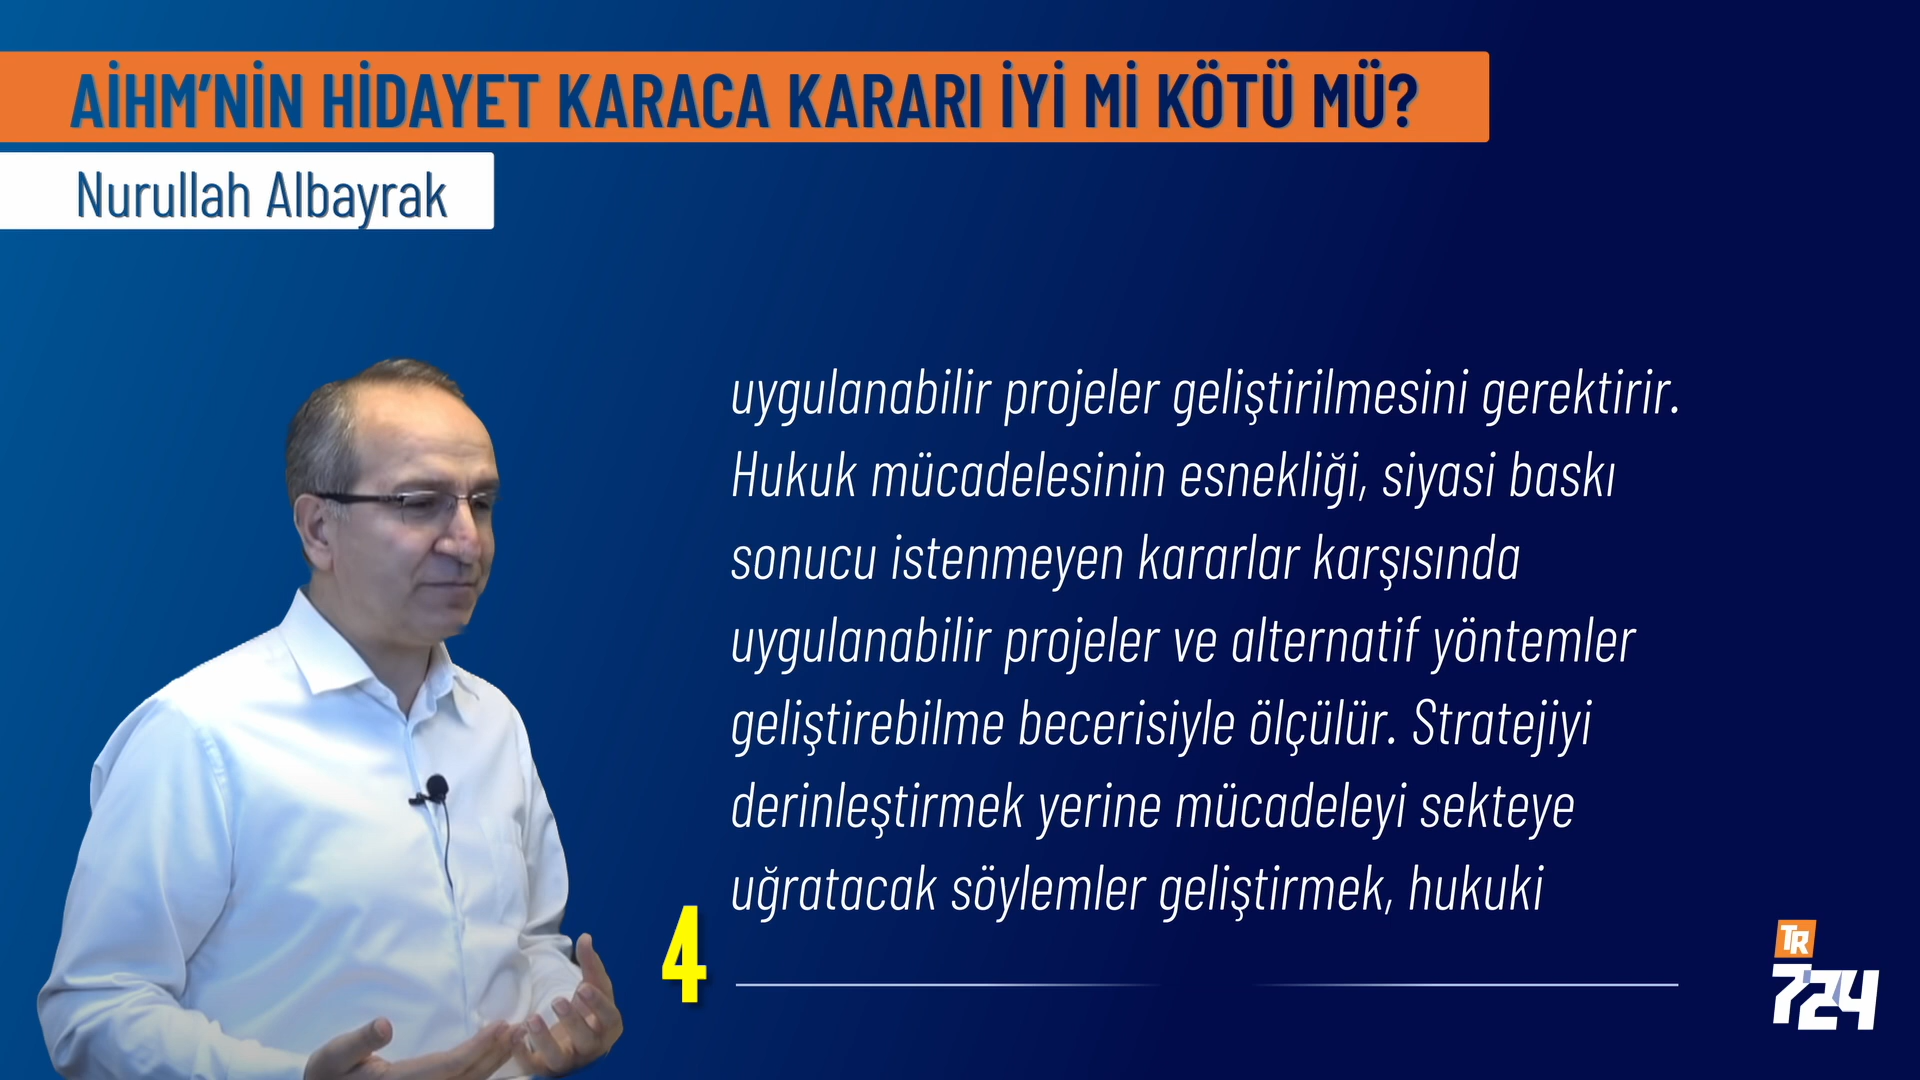 AİHM’NİN HİDAYET KARACA KARARI İYİ Mİ KÖTÜ MÜ?
Nurullah Albayrak
uygulanabilir projeler geliştirilmesini gerektirir.
Hukuk mücadelesinin esnekliği, siyasi baskı
sonucu istenmeyen kararlar karşısında
uygulanabilir projeler ve alternatif yöntemler
geliştirebilme becerisiyle ölçülür. Stratejiyi
derinleştirmek yerine mücadeleyi sekteye
uğratacak söylemler geliştirmek, hukuki
4
TR
724